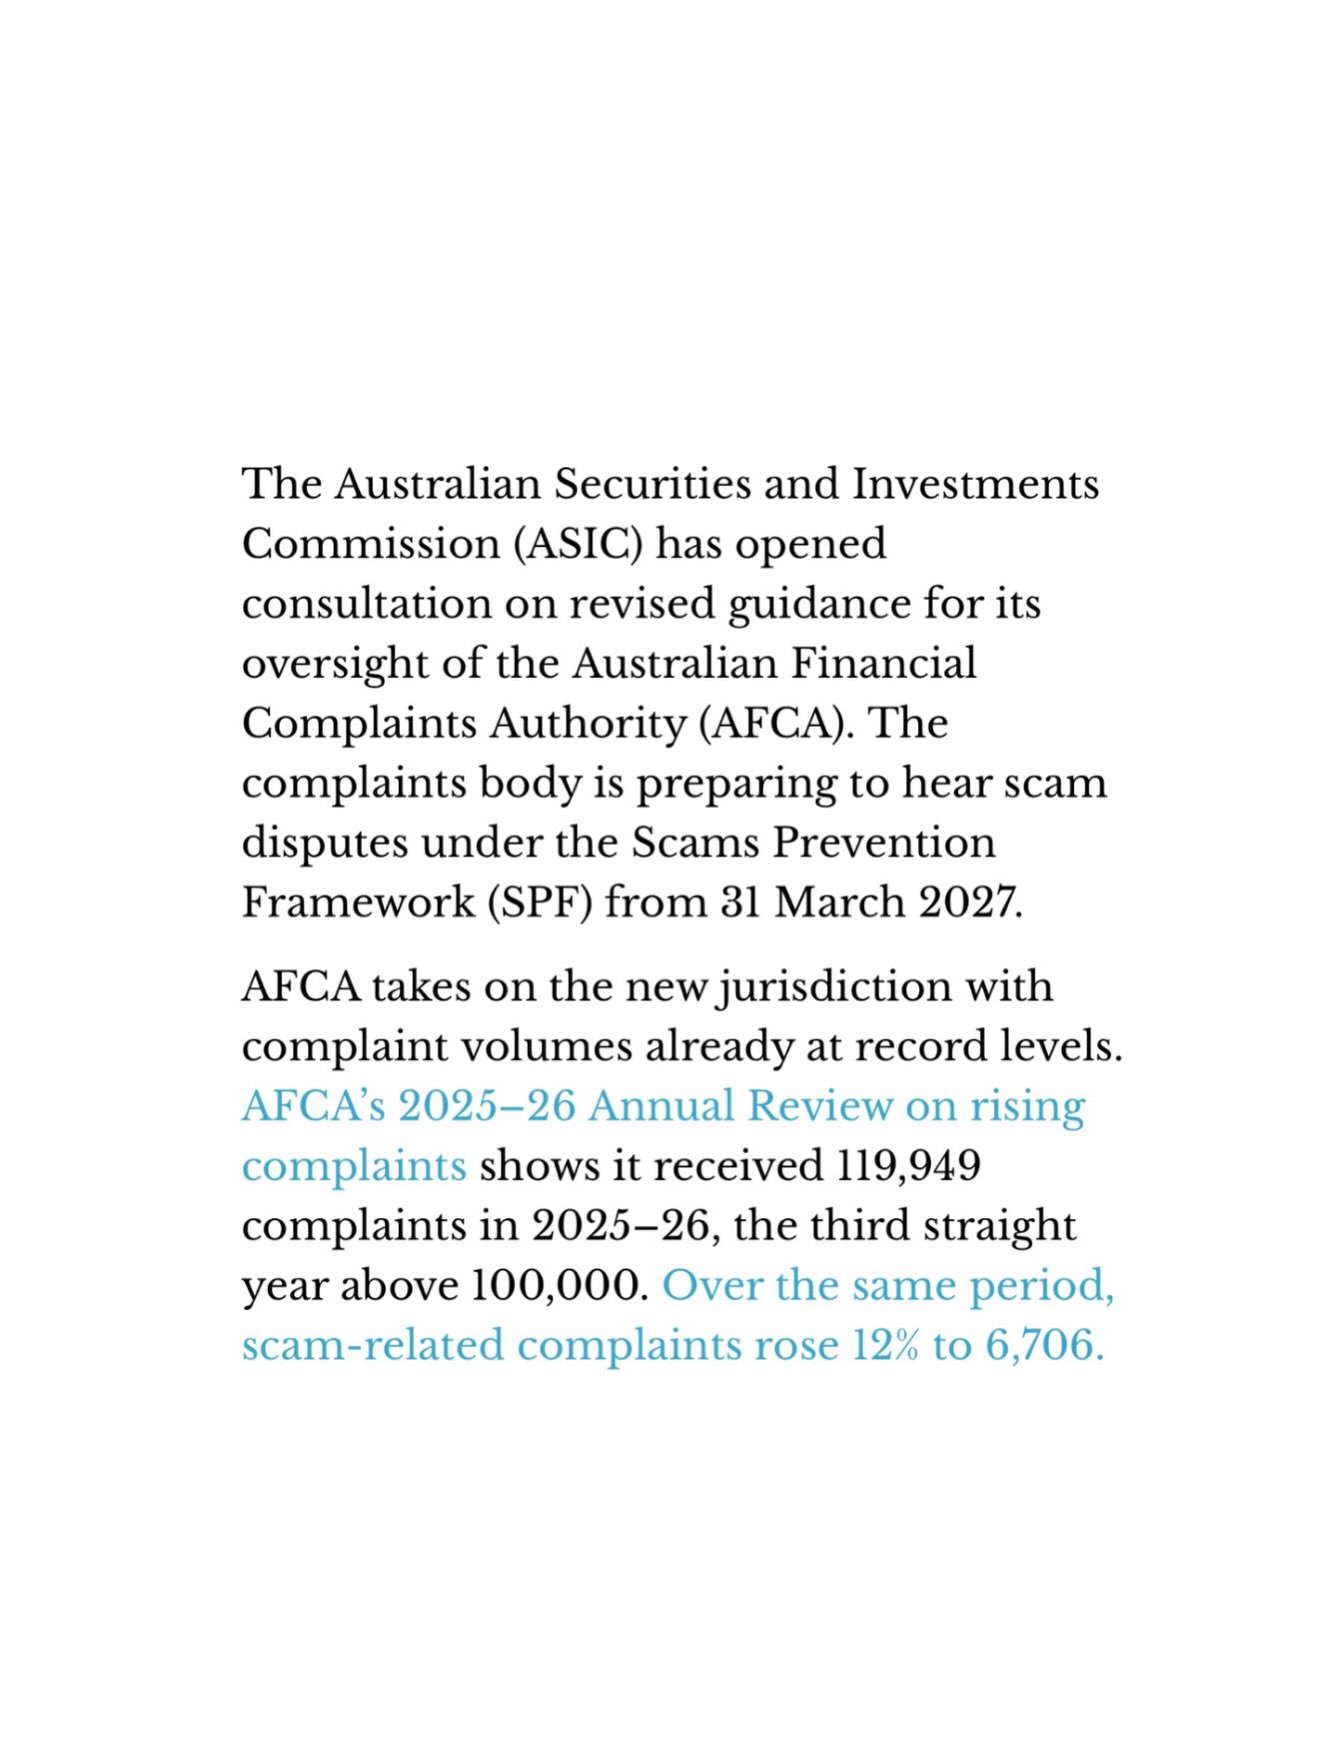 The Australian Securities and Investments
Commission (ASIC) has opened
consultation on revised guidance for its
oversight of the Australian Financial
Complaints Authority (AFCA). The
complaints body is preparing to hear scam
disputes under the Scams Prevention
Framework (SPF) from 31 March 2027.
AFCA takes on the new jurisdiction with
complaint volumes already at record levels.
AFCA’s 2025–26 Annual Review on rising
complaints shows it received 119,949
complaints in 2025–26, the third straight
year above 100,000. Over the same period,
scam-related complaints rose 12% to 6,706.